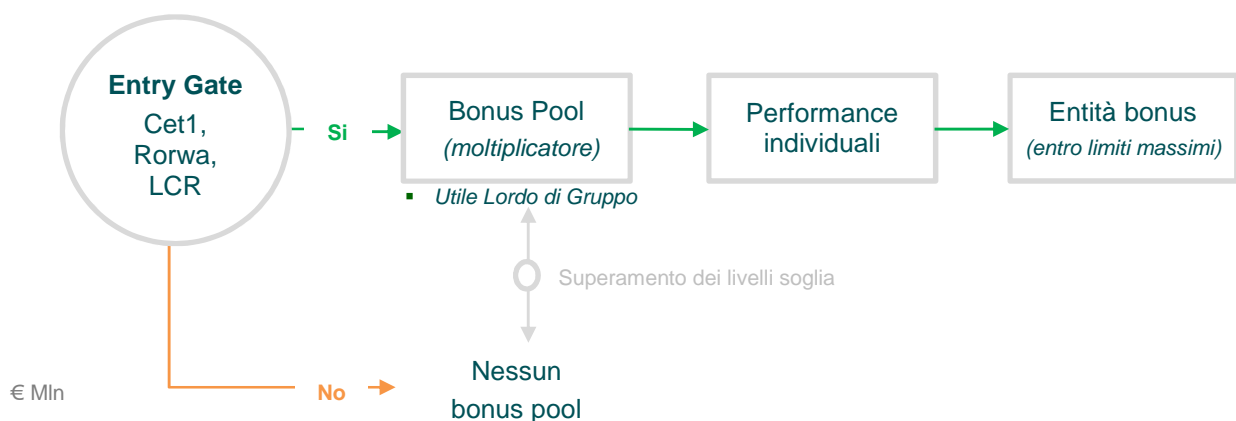 Entry Gate
Cet1,
Rorwa,
LCR
Si
Bonus Pool
(moltiplicatore)
▪ Utile Lordo di Gruppo
Performance
individuali
Entità bonus
(entro limiti massimi)
Superamento dei livelli soglia
€ Mln
No
Nessun
bonus pool